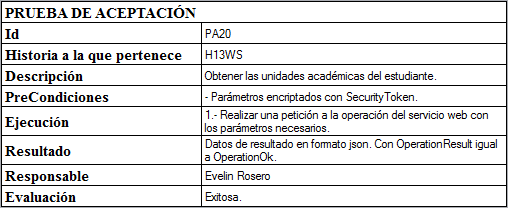 PRUEBA DE ACEPTACIÓN
Id PA20
Historia a la que pertenece H13WS
Descripción Obtener las unidades académicas del estudiante.
PreCondiciones - Parámetros encriptados con SecurityToken.
Ejecución 1.- Realizar una petición a la operación del servicio web con
los parámetros necesarios.
Resultado Datos de resultado en formato json. Con OperationResult igual
a OperationOk.
Responsable Evelin Rosero
Evaluación Exitosa.